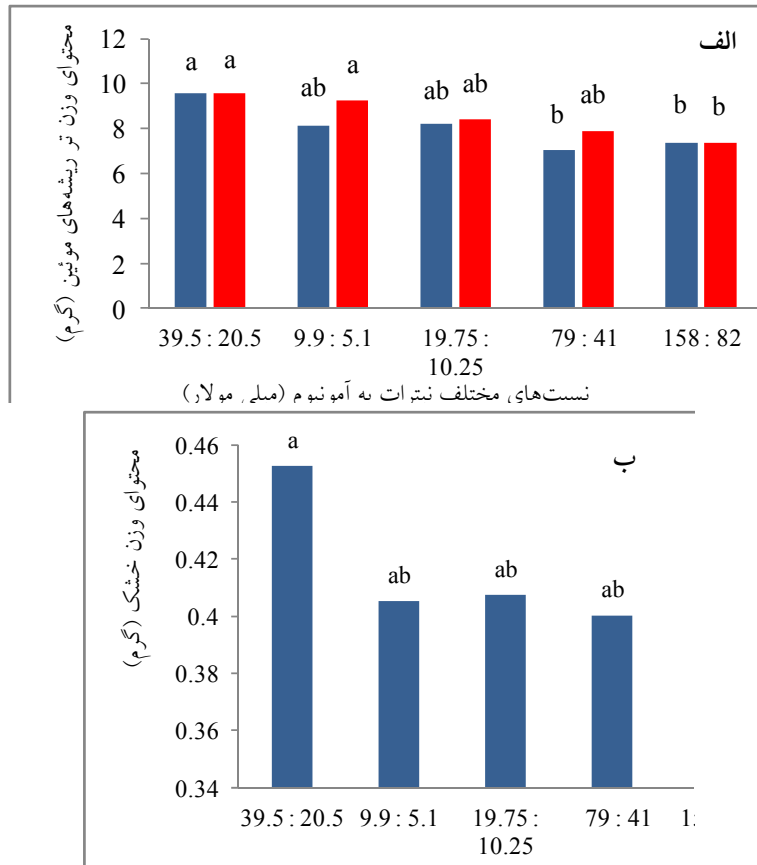 الف
محتوای وزن تر ریشه‌های موئین (گرم)
12
10
8
6
4
2
0
a a ab a ab ab b ab b b
39.5 : 20.5 9.9 : 5.1 19.75 : 10.25 79 : 41 158 : 82
نسبت‌های مختلف نیترات به آمونیوم (میلی مولار)
ب
محتوای وزن خشک (گرم)
0.46
0.44
0.42
0.4
0.38
0.36
0.34
a ab ab ab
39.5 : 20.5 9.9 : 5.1 19.75 : 10.25 79 : 41